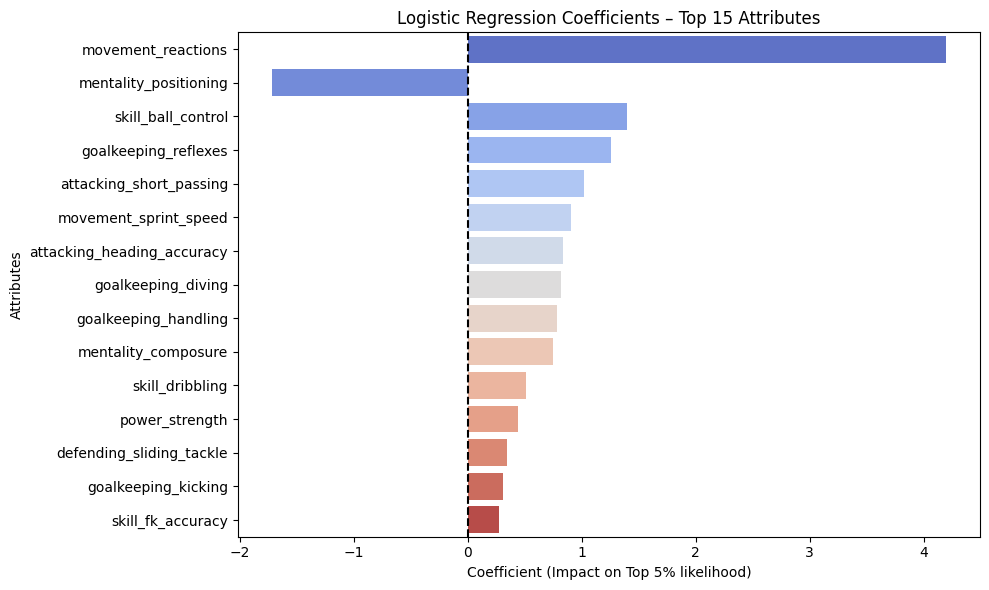 Logistic Regression Coefficients – Top 15 Attributes
Attributes
movement_reactions
mentality_positioning
skill_ball_control
goalkeeping_reflexes
attacking_short_passing
movement_sprint_speed
attacking_heading_accuracy
goalkeeping_diving
goalkeeping_handling
mentality_composure
skill_dribbling
power_strength
defending_sliding_tackle
goalkeeping_kicking
skill_fk_accuracy
−2 −1 0 1 2 3 4
Coefficient (Impact on Top 5% likelihood)